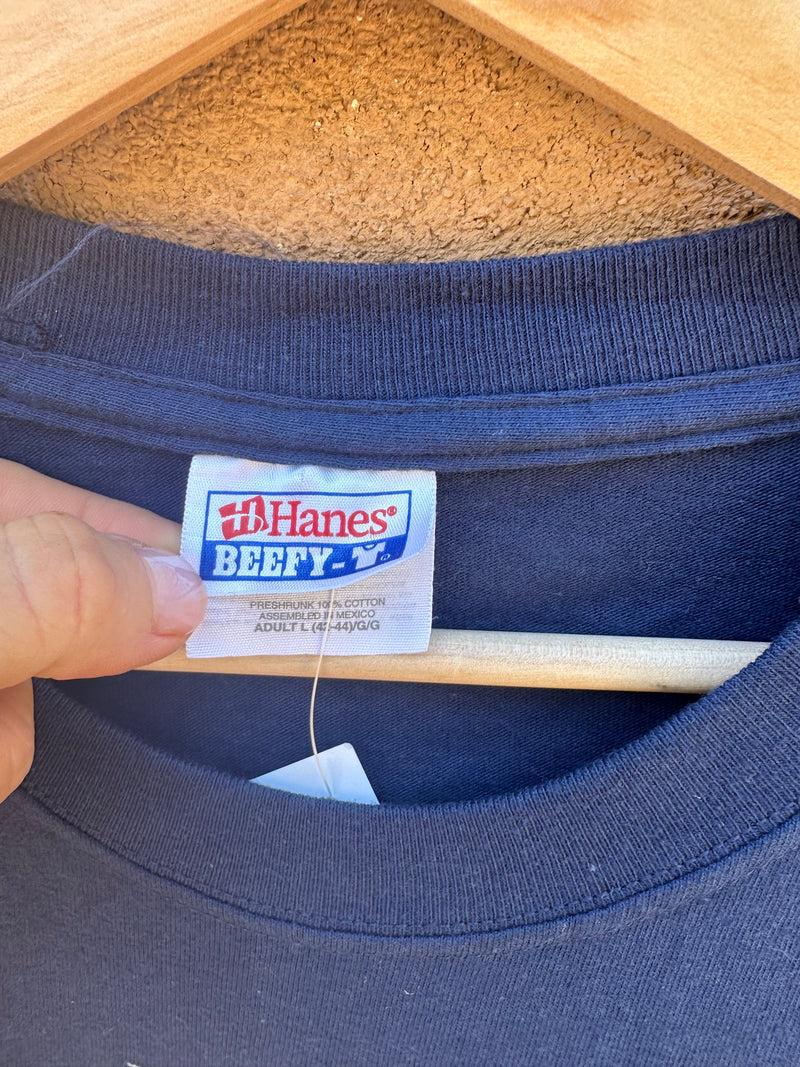 Hanes®
BEEFY-T®
PRESHRUNK 100% COTTON
ASSEMBLED IN MEXICO
ADULT L (42-44)/G/G